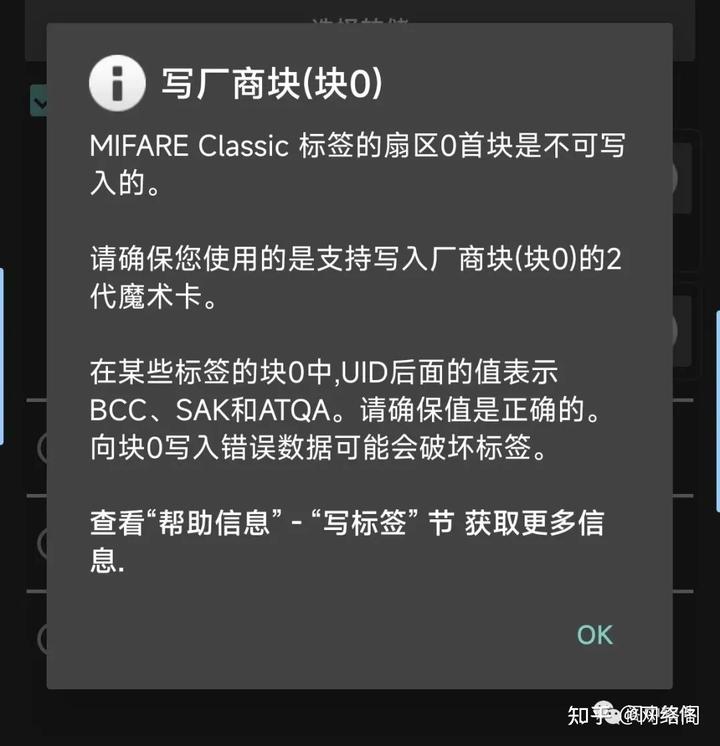 写厂商块(块0)
MIFARE Classic 标签的扇区0首块是不可写
入的。
请确保您使用的是支持写入厂商块(块0)的2
代魔术卡。
在某些标签的块0中,UID后面的值表示
BCC、SAK和ATQA。请确保值是正确的。
向块0写入错误数据可能会破坏标签。
查看“帮助信息” - “写标签” 节 获取更多信
息.
OK
知乎 @网络阁